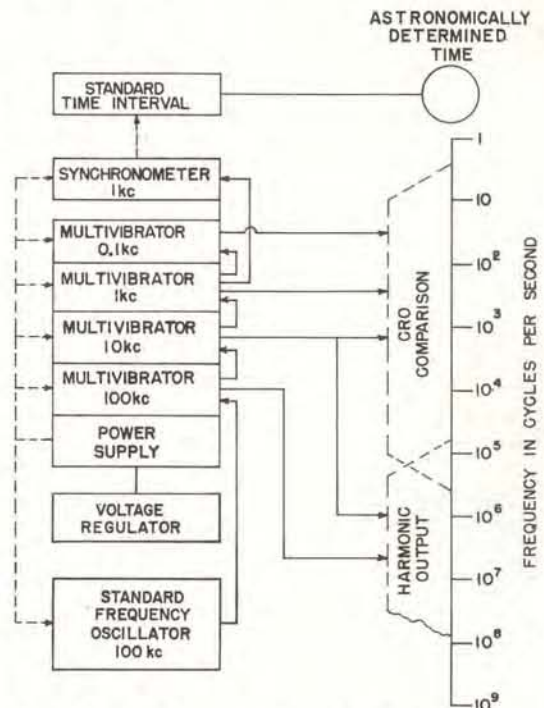 ASTRONOMICALLY
DETERMINED
TIME
STANDARD
TIME INTERVAL
SYNCHRONOMETER
1kc
MULTIVIBRATOR
0.1kc
MULTIVIBRATOR
1kc
MULTIVIBRATOR
10kc
MULTIVIBRATOR
100kc
POWER
SUPPLY
VOLTAGE
REGULATOR
STANDARD
FREQUENCY
OSCILLATOR
100 kc
CRO
COMPARISON
HARMONIC
OUTPUT
1
10
10²
10³
10⁴
10⁵
10⁶
10⁷
10⁸
10⁹
FREQUENCY IN CYCLES PER SECOND